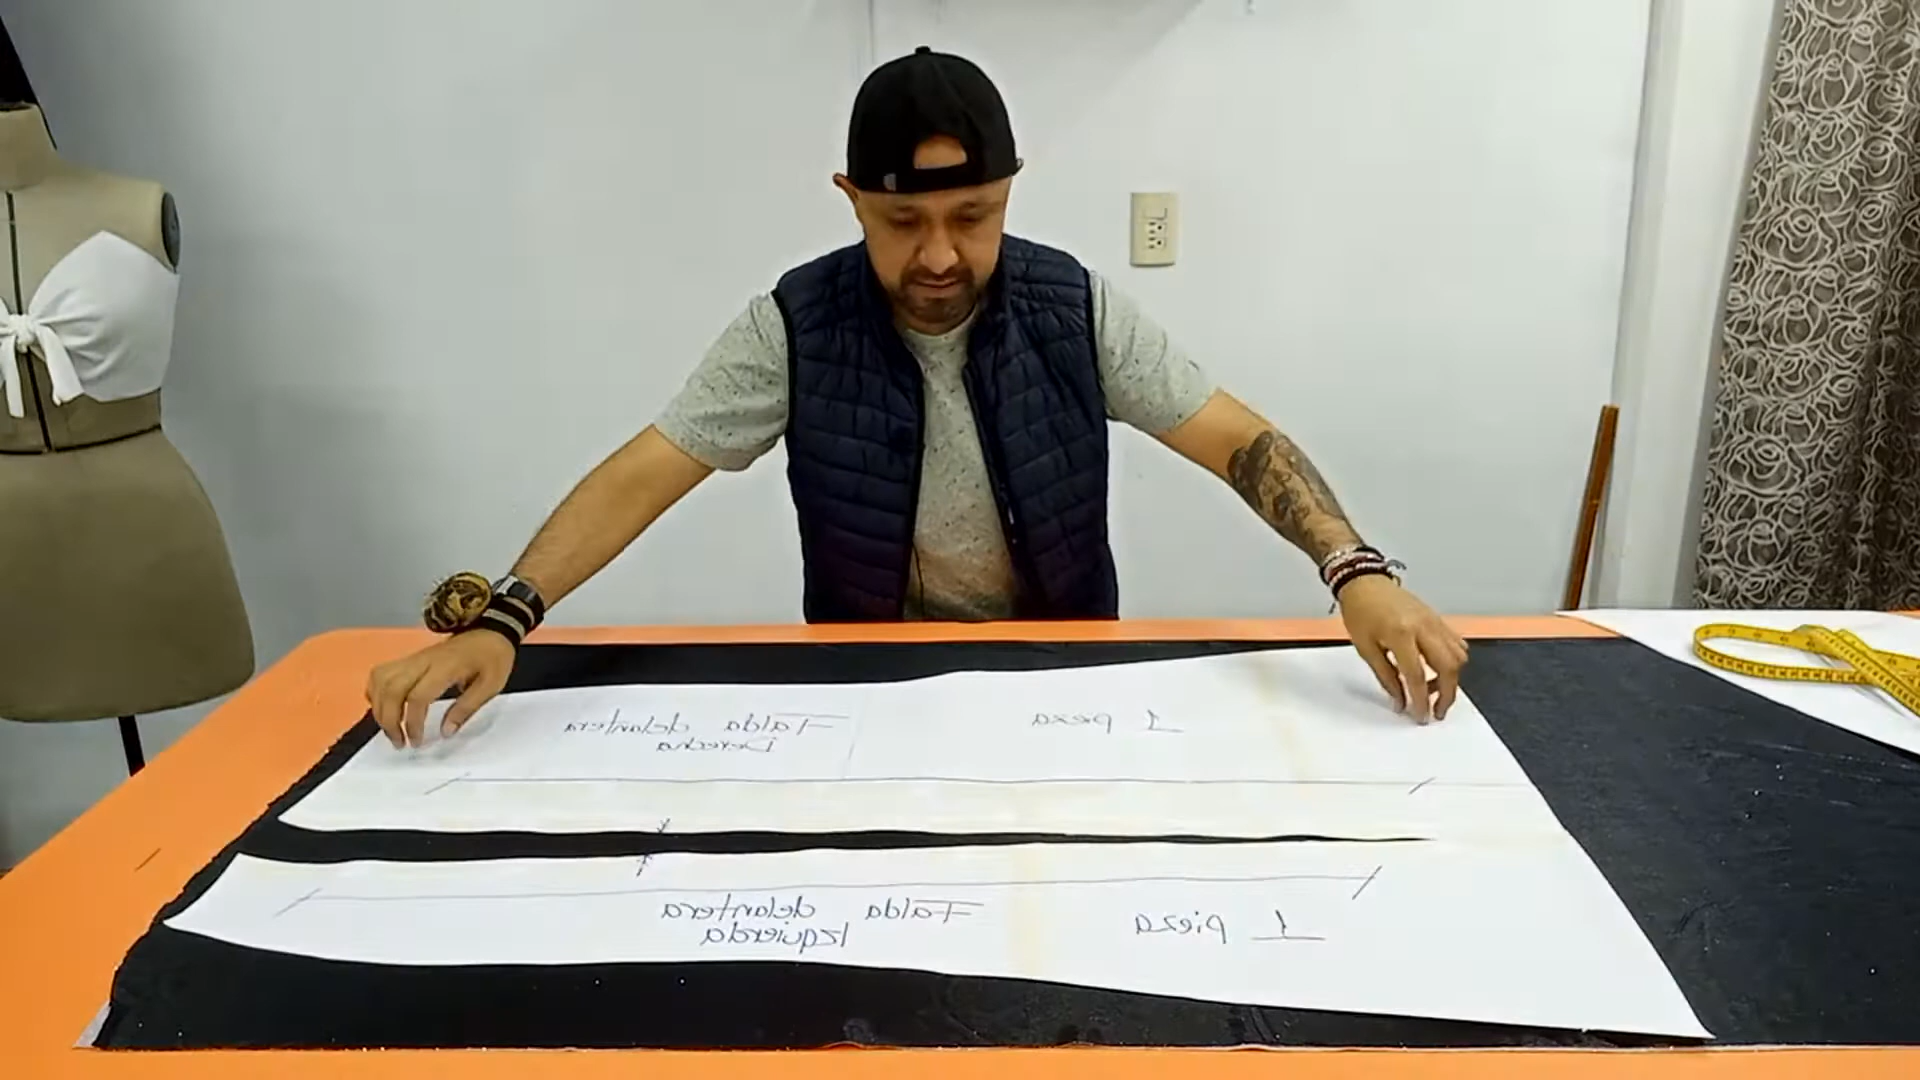 Falda delantera
Derecha
1 pieza
Falda delantera
Izquierda
1 pieza